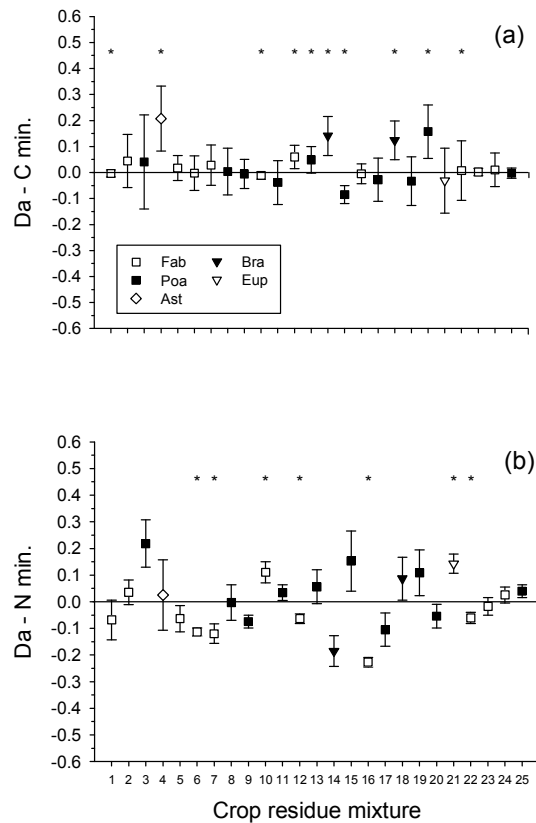 (a)
* * * * * * * * * *
0.6
0.5
0.4
0.3
0.2
0.1
0.0
-0.1
-0.2
-0.3
-0.4
-0.5
-0.6
Da - C min.
Fab Bra
Poa Eup
Ast
(b)
* * * * * * *
0.6
0.5
0.4
0.3
0.2
0.1
0.0
-0.1
-0.2
-0.3
-0.4
-0.5
-0.6
Da - N min.
1 2 3 4 5 6 7 8 9 10 11 12 13 14 15 16 17 18 19 20 21 22 23 24 25
Crop residue mixture